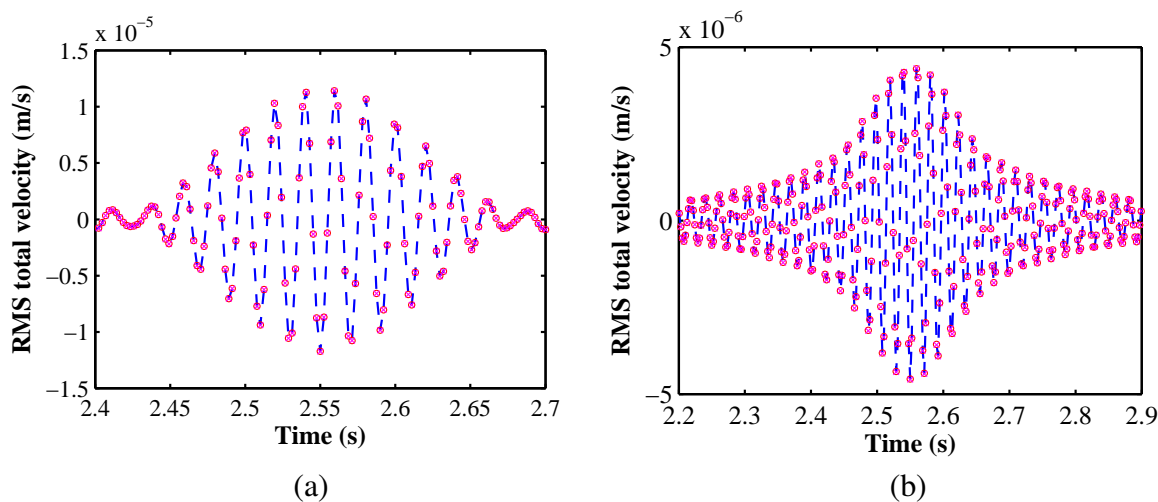 x 10−5
1.5
1
0.5
0
−0.5
−1
−1.5
RMS total velocity (m/s)
2.4 2.45 2.5 2.55 2.6 2.65 2.7
Time (s)
(a)
x 10−6
5
0
−5
RMS total velocity (m/s)
2.2 2.3 2.4 2.5 2.6 2.7 2.8 2.9
Time (s)
(b)